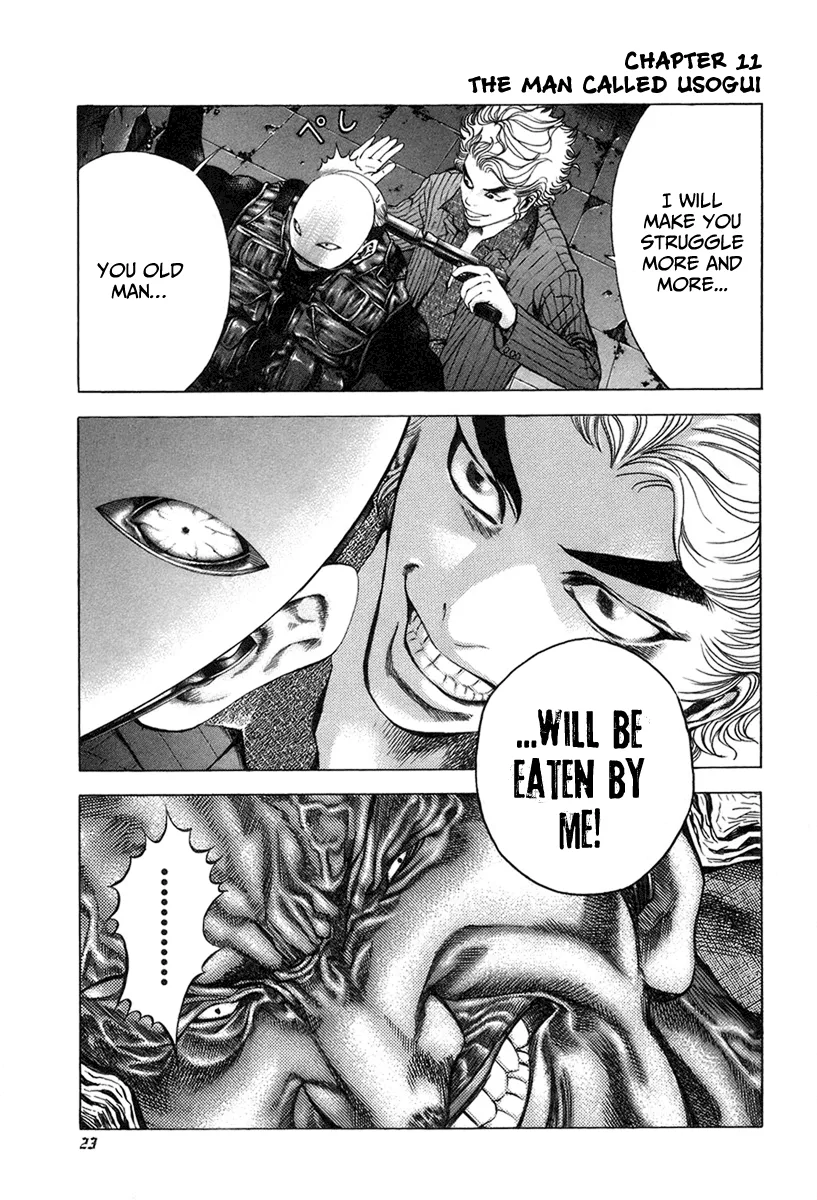 CHAPTER 11
THE MAN CALLED USOGUI
I WILL
MAKE YOU
STRUGGLE
MORE AND
MORE...
ペし
YOU OLD
MAN...
...WILL BE
EATEN BY
ME!
..........
23